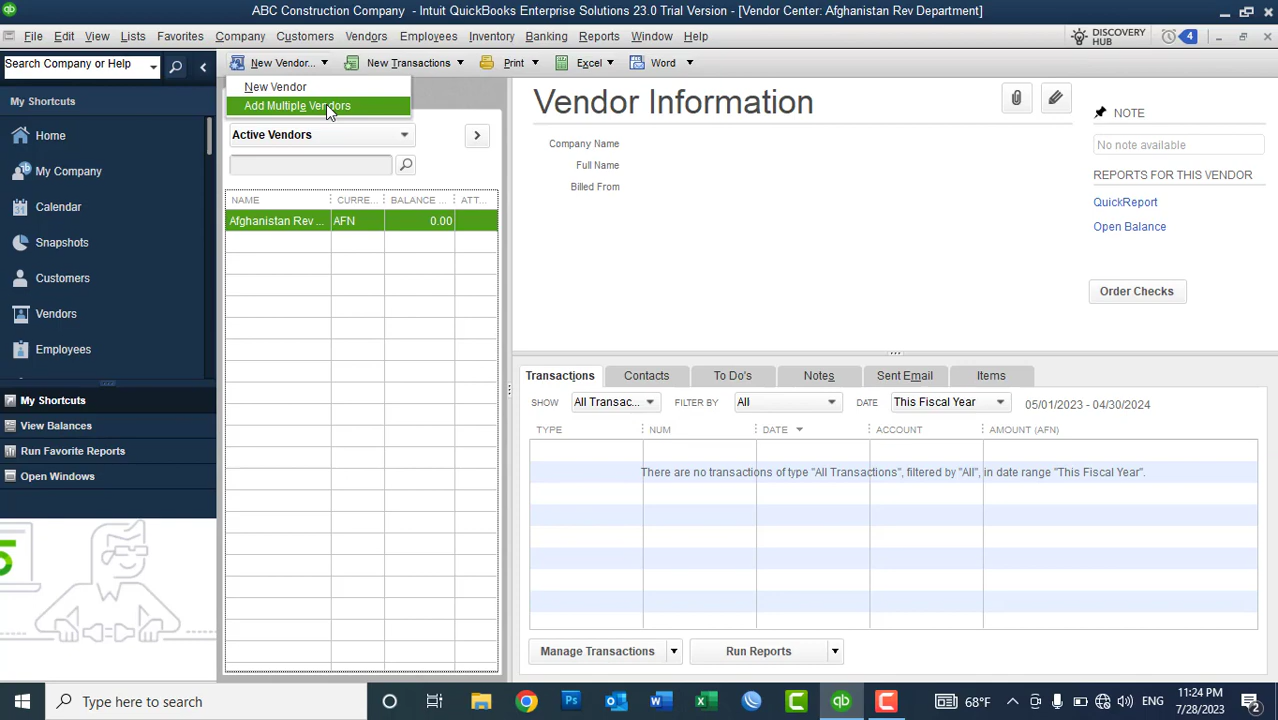 ABC Construction Company - Intuit QuickBooks Enterprise Solutions 23.0 Trial Version - [Vendor Center: Afghanistan Rev Department]
File Edit View Lists Favorites Company Customers Vendors Employees Inventory Banking Reports Window Help
DISCOVERY
HUB
4
Search Company or Help
New Vendor... New Transactions Print Excel Word
My Shortcuts
Home
My Company
Calendar
Snapshots
Customers
Vendors
Employees
My Shortcuts
View Balances
Run Favorite Reports
Open Windows
New Vendor
Add Multiple Vendors
Active Vendors
NAME CURRE... BALANCE ... ATT...
Afghanistan Rev ... AFN 0.00
Vendor Information
Company Name
Full Name
Billed From
NOTE
No note available
REPORTS FOR THIS VENDOR
QuickReport
Open Balance
Order Checks
Transactions Contacts To Do's Notes Sent Email Items
SHOW All Transac... FILTER BY All DATE This Fiscal Year 05/01/2023 - 04/30/2024
TYPE NUM DATE ACCOUNT AMOUNT (AFN)
There are no transactions of type "All Transactions", filtered by "All", in date range "This Fiscal Year".
Manage Transactions Run Reports
Type here to search
68°F
ENG
11:24 PM
7/28/2023
2